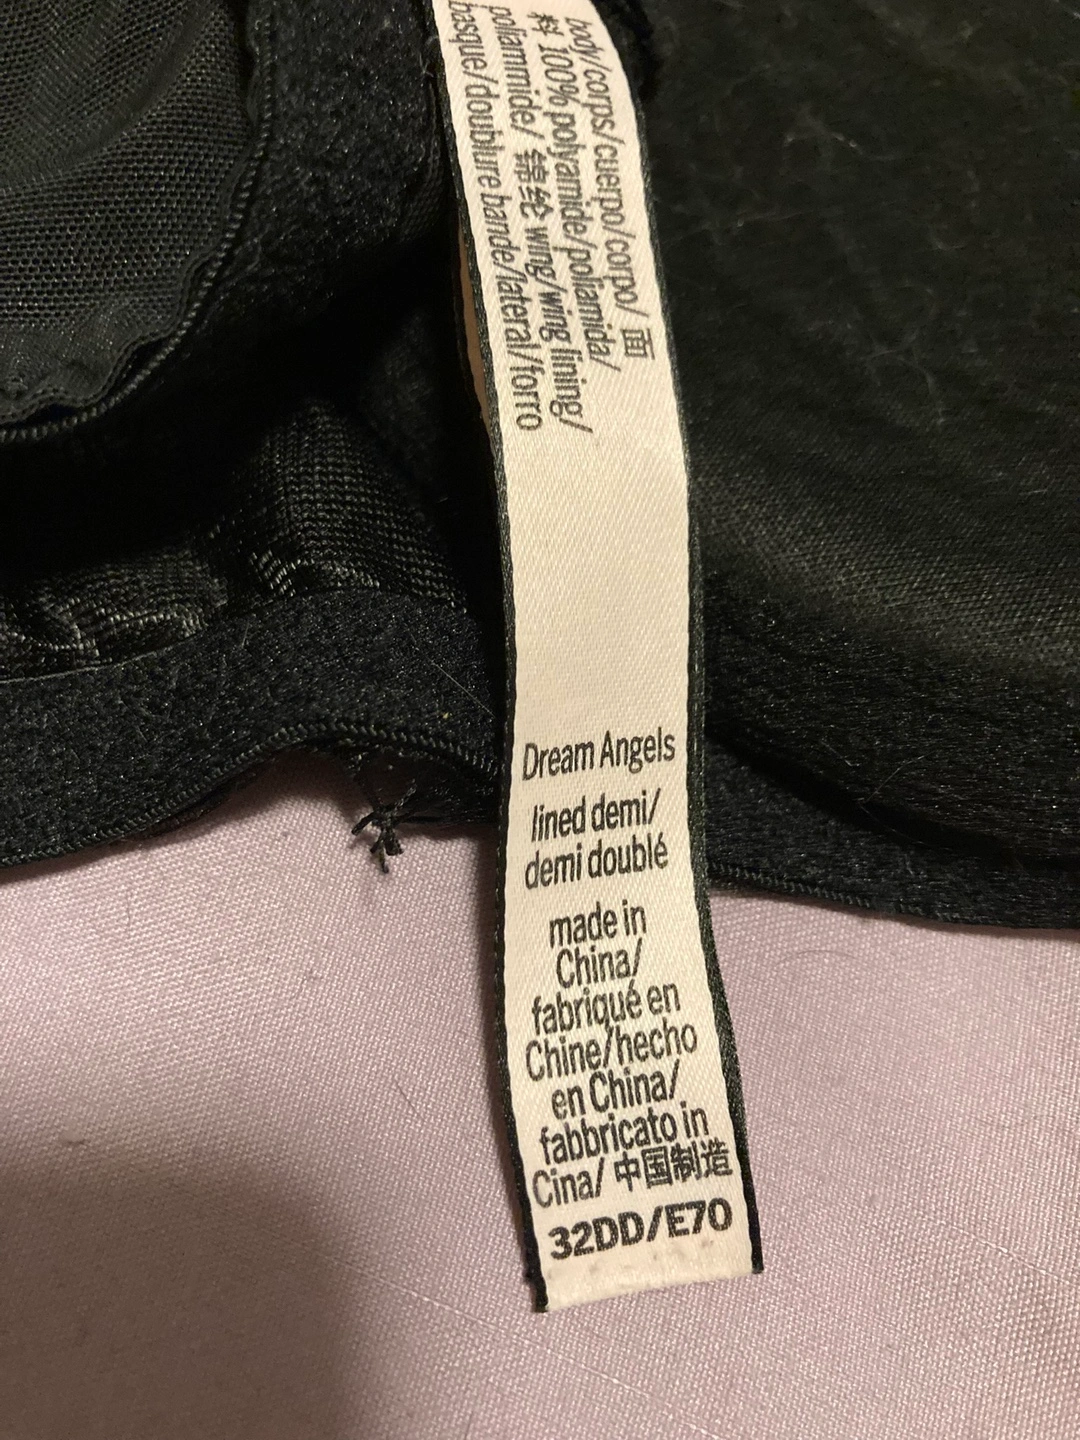 body/corps/cuerpo/corpo/ 面
料 100% polyamide/poliamida/
poliammide/ 锦纶 wing/wing lining/
basque/doublure bande/lateral/forro
Dream Angels
lined demi/
demi doublé
made in
China/
fabriqué en
Chine/hecho
en China/
fabbricato in
Cina/ 中国制造
32DD/E70